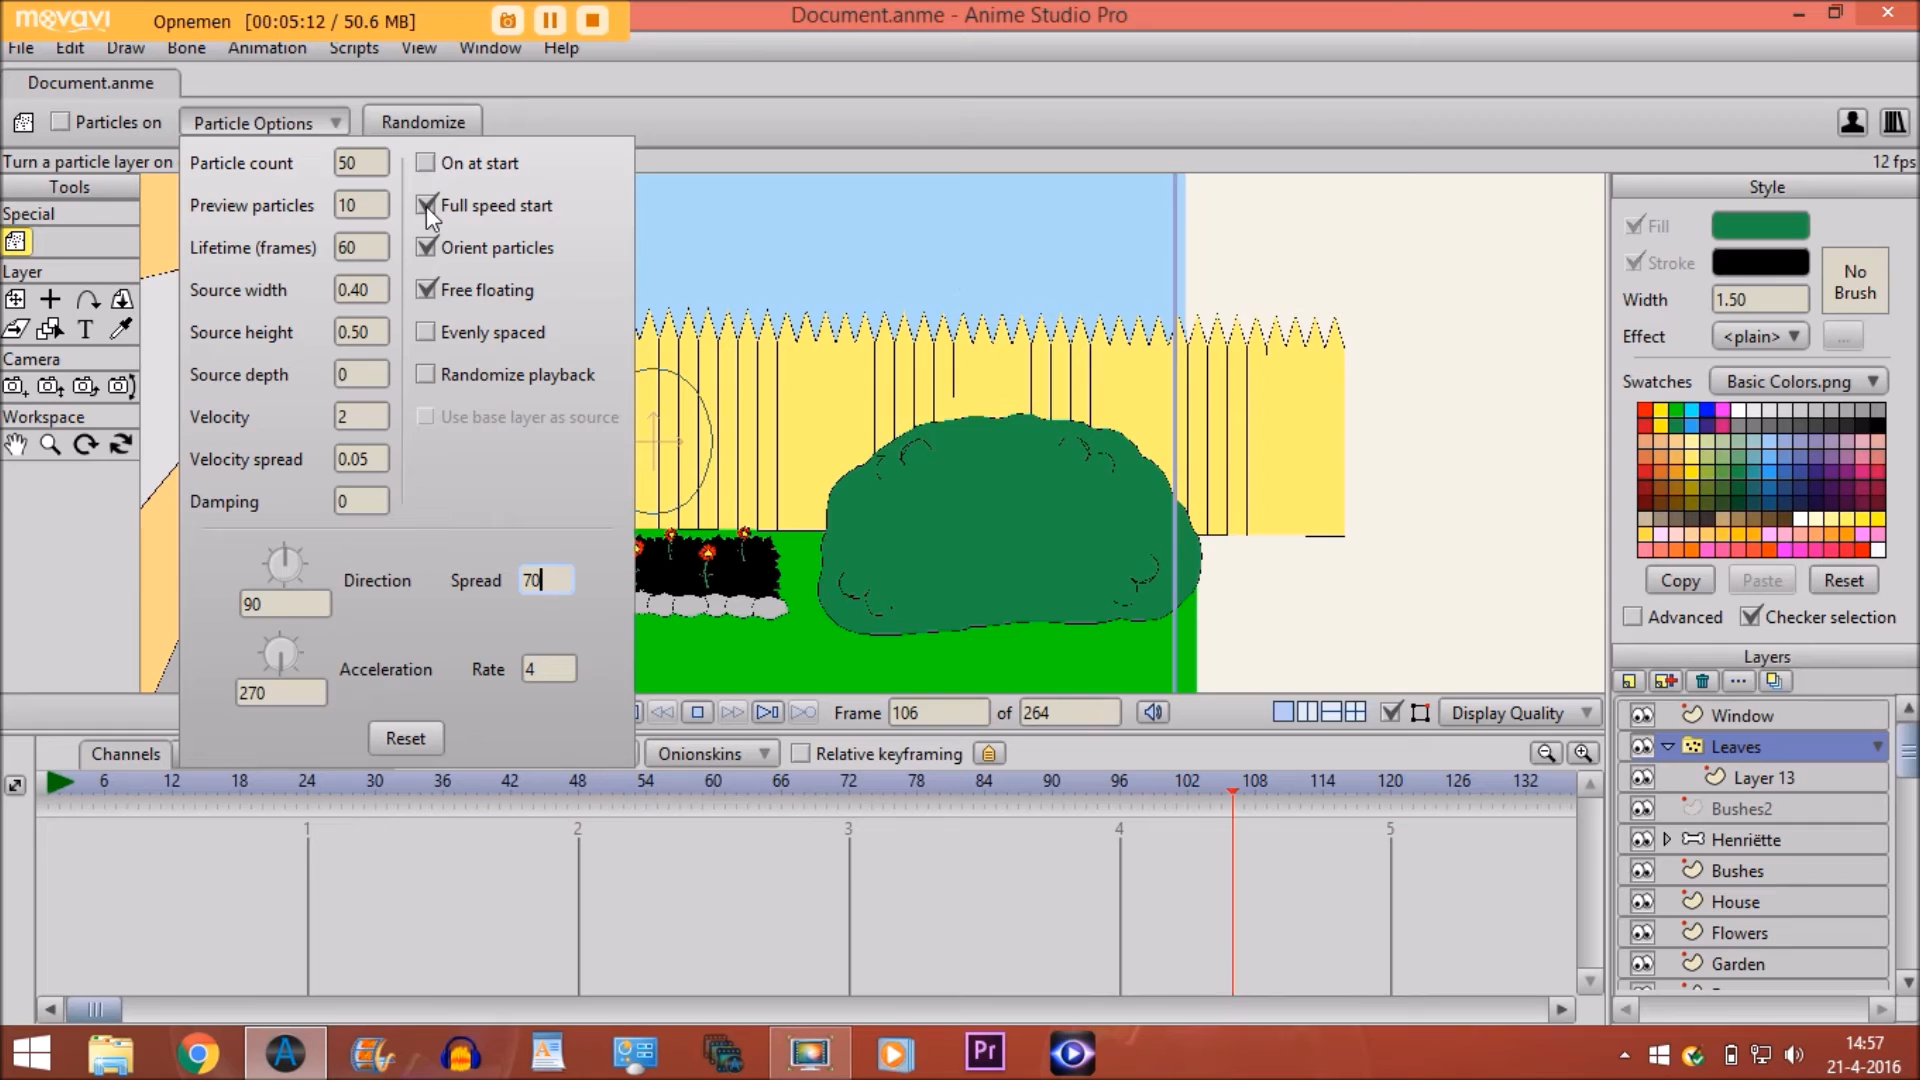 movavi Opnemen [00:05:12 / 50.6 MB]
Document.anme - Anime Studio Pro
File Edit Draw Bone Animation Scripts View Window Help
Document.anme
Particles on Particle Options Randomize
Turn a particle layer on
12 fps
Tools
Special
Layer
T
Camera
Workspace
Particle count 50
Preview particles 10
Lifetime (frames) 60
Source width 0.40
Source height 0.50
Source depth 0
Velocity 2
Velocity spread 0.05
Damping 0
On at start
Full speed start
Orient particles
Free floating
Evenly spaced
Randomize playback
Use base layer as source
Direction Spread 70
90
Acceleration Rate 4
270
Reset
Style
Fill
Stroke
No Brush
Width 1.50
Effect <plain> ...
Swatches Basic Colors.png
Copy Paste Reset
Advanced Checker selection
Layers
Window
Leaves
Layer 13
Bushes2
Henriëtte
Bushes
House
Flowers
Garden
Frame 106 of 264 Display Quality
Channels Onionskins Relative keyframing
6 12 18 24 30 36 42 48 54 60 66 72 78 84 90 96 102 108 114 120 126 132
1 2 3 4 5
Pr
14:57
21-4-2016